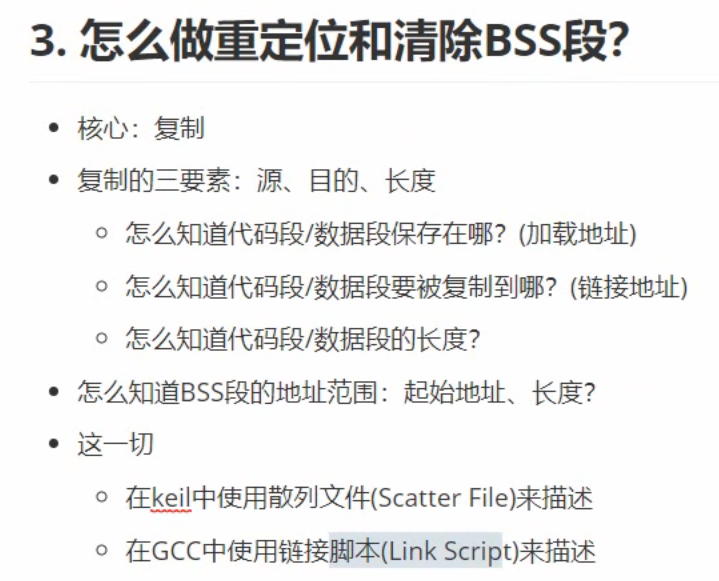 3. 怎么做重定位和清除BSS段？
核心：复制
复制的三要素：源、目的、长度
怎么知道代码段/数据段保存在哪？(加载地址)
怎么知道代码段/数据段要被复制到哪？(链接地址)
怎么知道代码段/数据段的长度？
怎么知道BSS段的地址范围：起始地址、长度？
这一切
在keil中使用散列文件(Scatter File)来描述
在GCC中使用链接脚本(Link Script)来描述